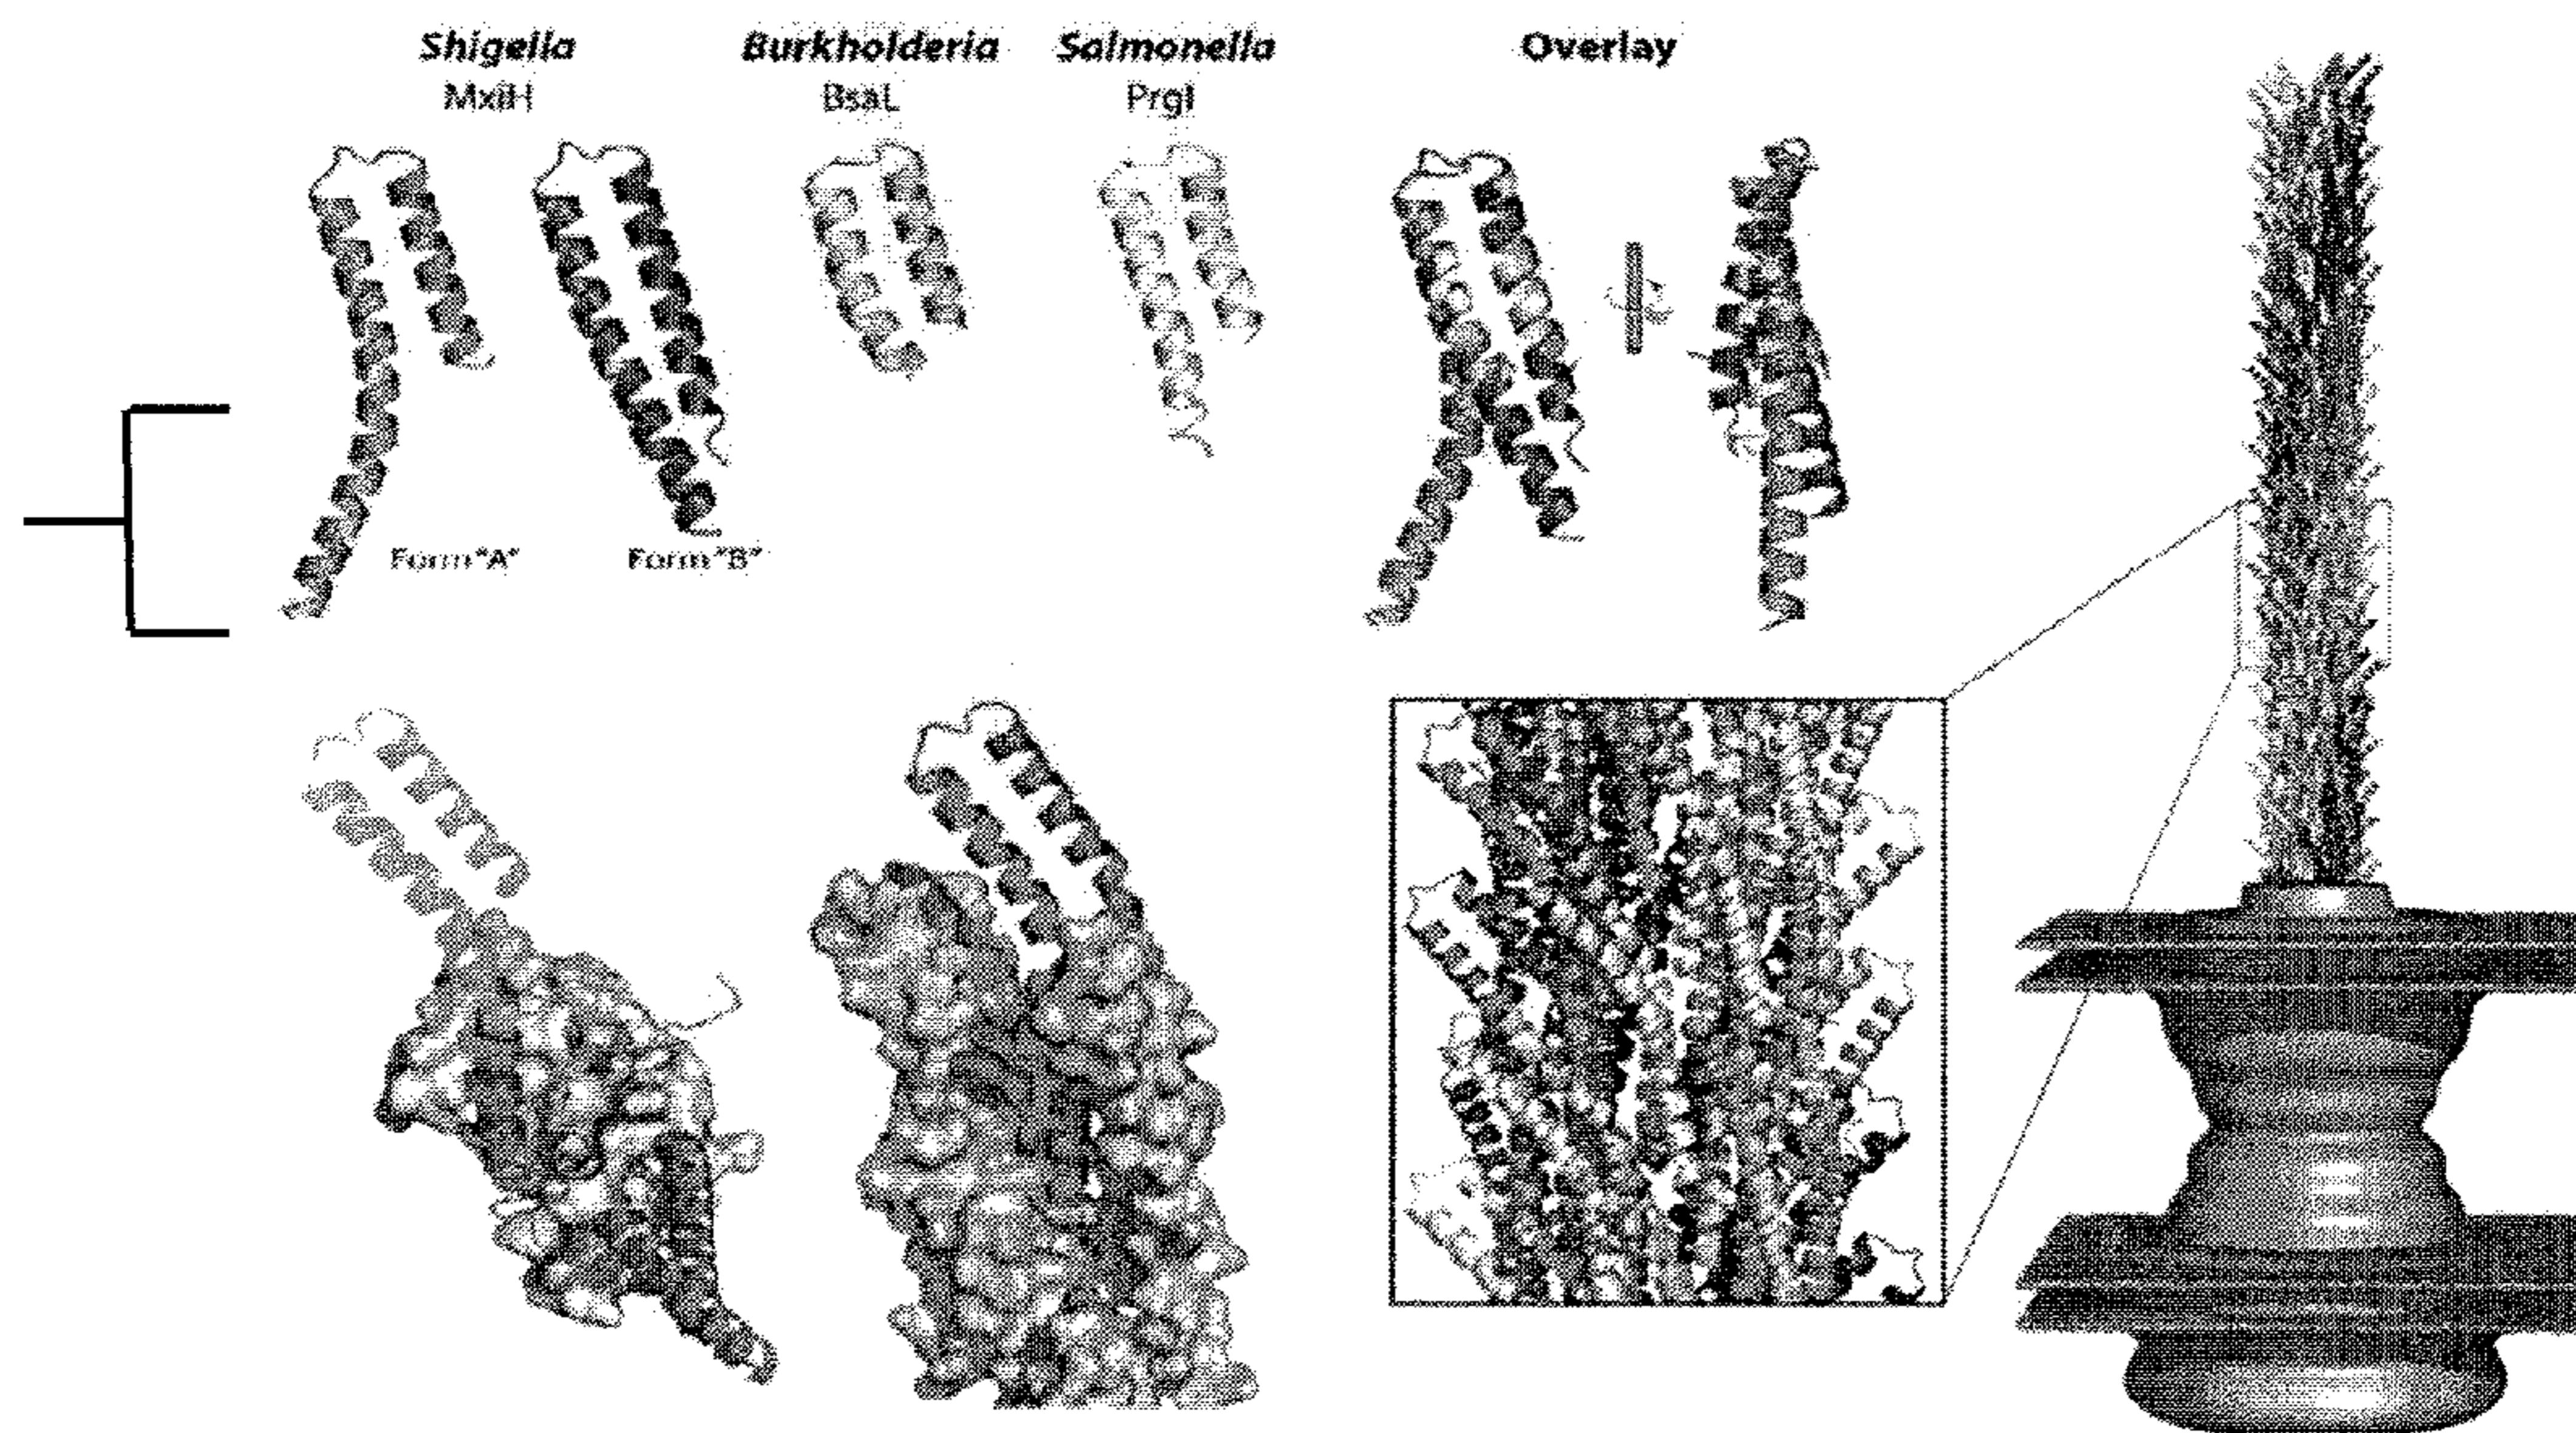 Shigella
MxiH
Burkholderia
BsaL
Salmonella
PrgI
Overlay
Form "A"
Form "B"